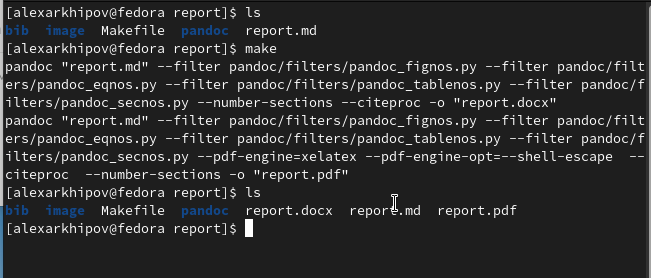 [alexarkhipov@fedora report]$ ls
bib  image  Makefile  pandoc  report.md
[alexarkhipov@fedora report]$ make
pandoc "report.md" --filter pandoc/filters/pandoc_fignos.py --filter pandoc/filt
ers/pandoc_eqnos.py --filter pandoc/filters/pandoc_tablenos.py --filter pandoc/f
ilters/pandoc_secnos.py --number-sections --citeproc -o "report.docx"
pandoc "report.md" --filter pandoc/filters/pandoc_fignos.py --filter pandoc/filt
ers/pandoc_eqnos.py --filter pandoc/filters/pandoc_tablenos.py --filter pandoc/f
ilters/pandoc_secnos.py --pdf-engine=xelatex --pdf-engine-opt=--shell-escape  --
citeproc  --number-sections -o "report.pdf"
[alexarkhipov@fedora report]$ ls
bib  image  Makefile  pandoc  report.docx  report.md  report.pdf
[alexarkhipov@fedora report]$